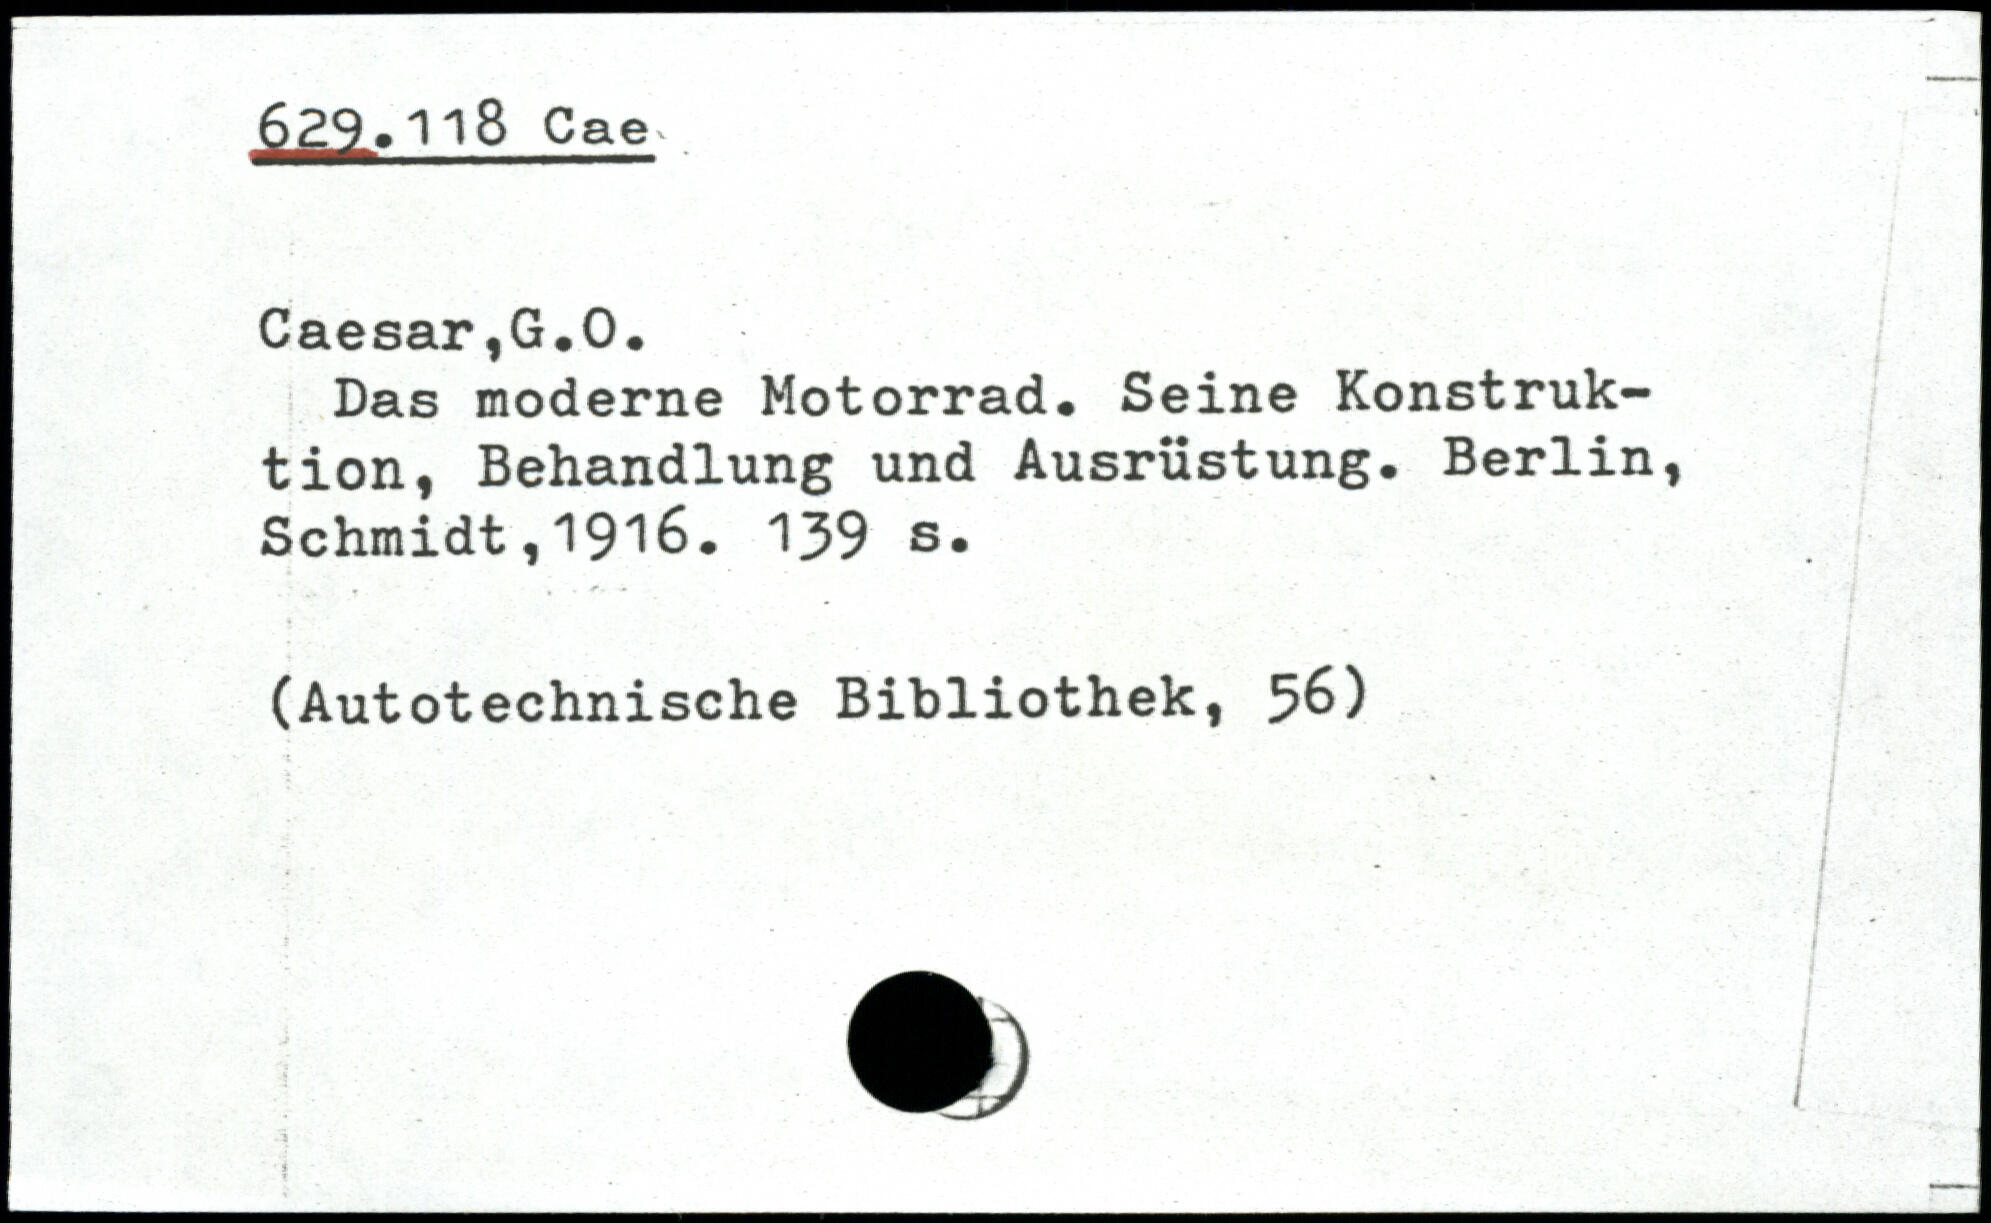 629.118 Cae
Caesar,G.O.
Das moderne Motorrad. Seine Konstruk-
tion, Behandlung und Ausrüstung. Berlin,
Schmidt,1916. 139 s.
(Autotechnische Bibliothek, 56)